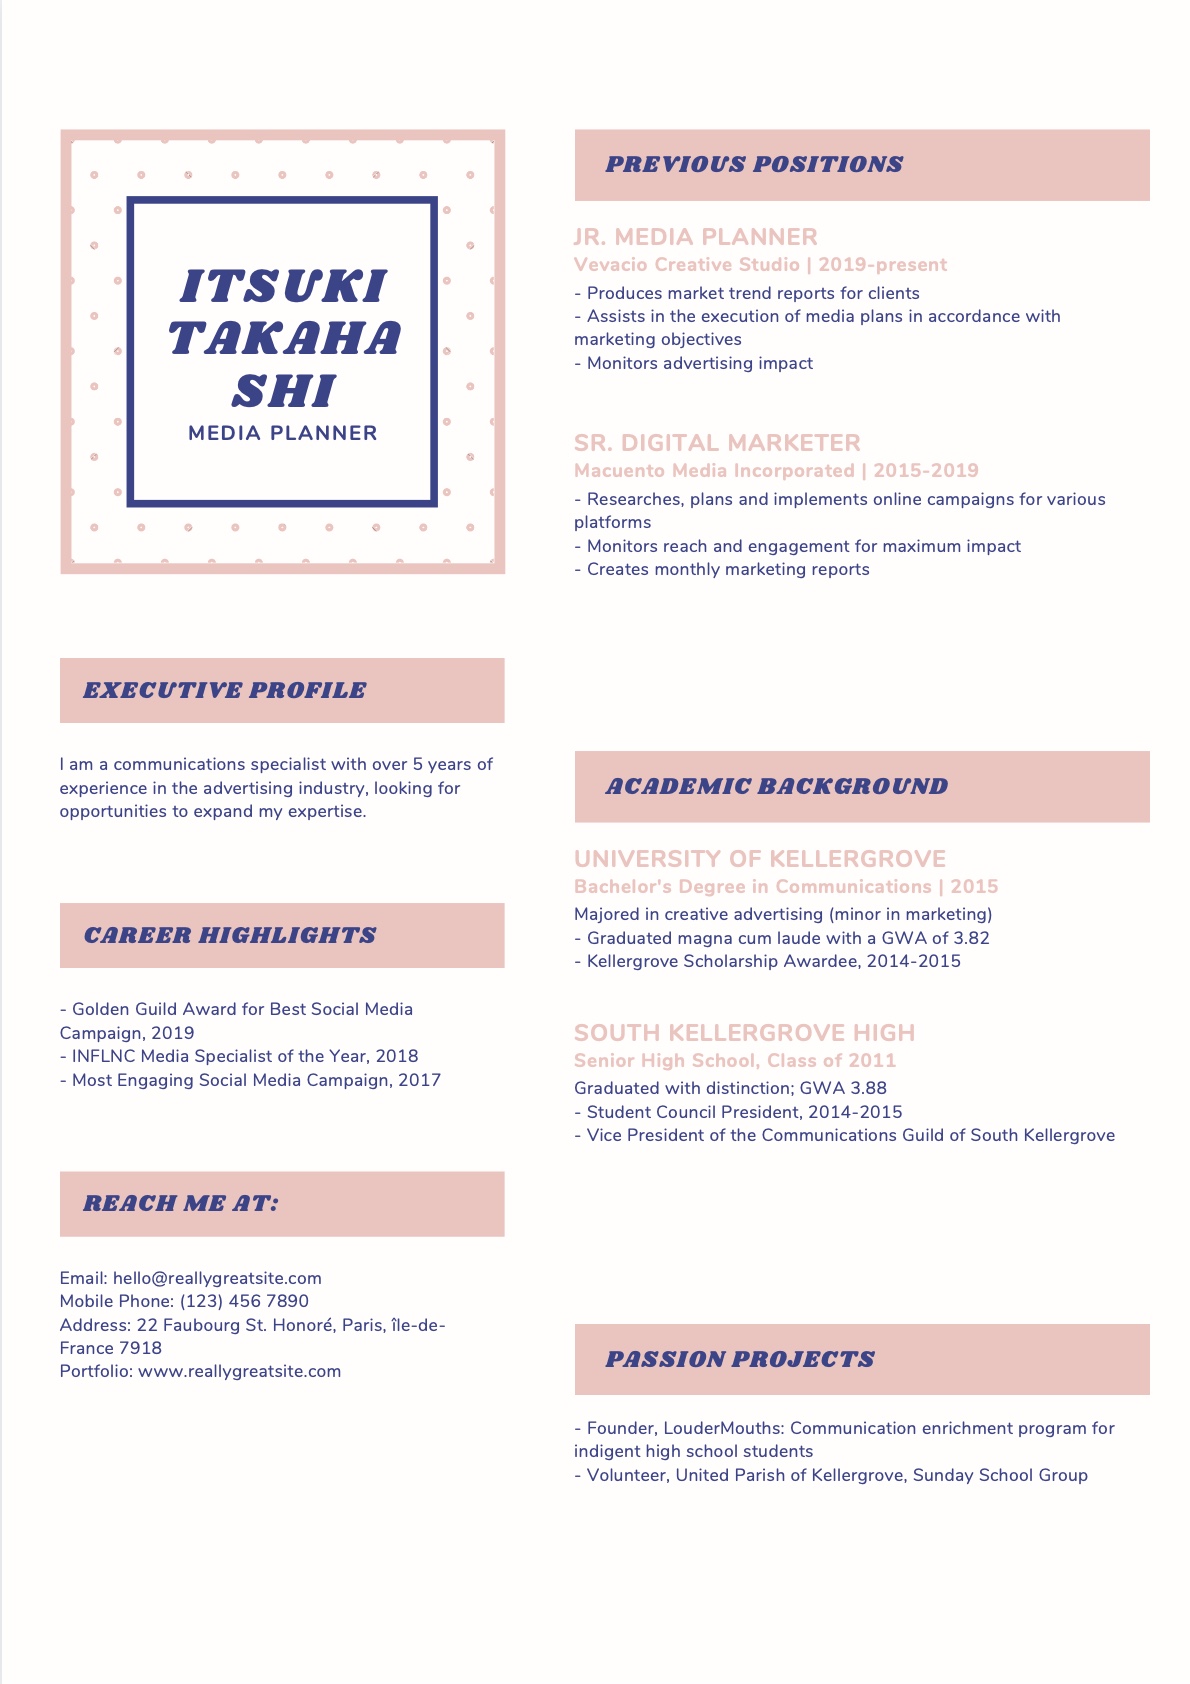 ITSUKI
TAKAHA
SHI
MEDIA PLANNER
EXECUTIVE PROFILE
I am a communications specialist with over 5 years of
experience in the advertising industry, looking for
opportunities to expand my expertise.
CAREER HIGHLIGHTS
- Golden Guild Award for Best Social Media
Campaign, 2019
- INFLNC Media Specialist of the Year, 2018
- Most Engaging Social Media Campaign, 2017
REACH ME AT:
Email: hello@reallygreatsite.com
Mobile Phone: (123) 456 7890
Address: 22 Faubourg St. Honoré, Paris, île-de-
France 7918
Portfolio: www.reallygreatsite.com
PREVIOUS POSITIONS
JR. MEDIA PLANNER
Vevacio Creative Studio | 2019-present
- Produces market trend reports for clients
- Assists in the execution of media plans in accordance with
marketing objectives
- Monitors advertising impact
SR. DIGITAL MARKETER
Macuento Media Incorporated | 2015-2019
- Researches, plans and implements online campaigns for various
platforms
- Monitors reach and engagement for maximum impact
- Creates monthly marketing reports
ACADEMIC BACKGROUND
UNIVERSITY OF KELLERGROVE
Bachelor's Degree in Communications | 2015
Majored in creative advertising (minor in marketing)
- Graduated magna cum laude with a GWA of 3.82
- Kellergrove Scholarship Awardee, 2014-2015
SOUTH KELLERGROVE HIGH
Senior High School, Class of 2011
Graduated with distinction; GWA 3.88
- Student Council President, 2014-2015
- Vice President of the Communications Guild of South Kellergrove
PASSION PROJECTS
- Founder, LouderMouths: Communication enrichment program for
indigent high school students
- Volunteer, United Parish of Kellergrove, Sunday School Group